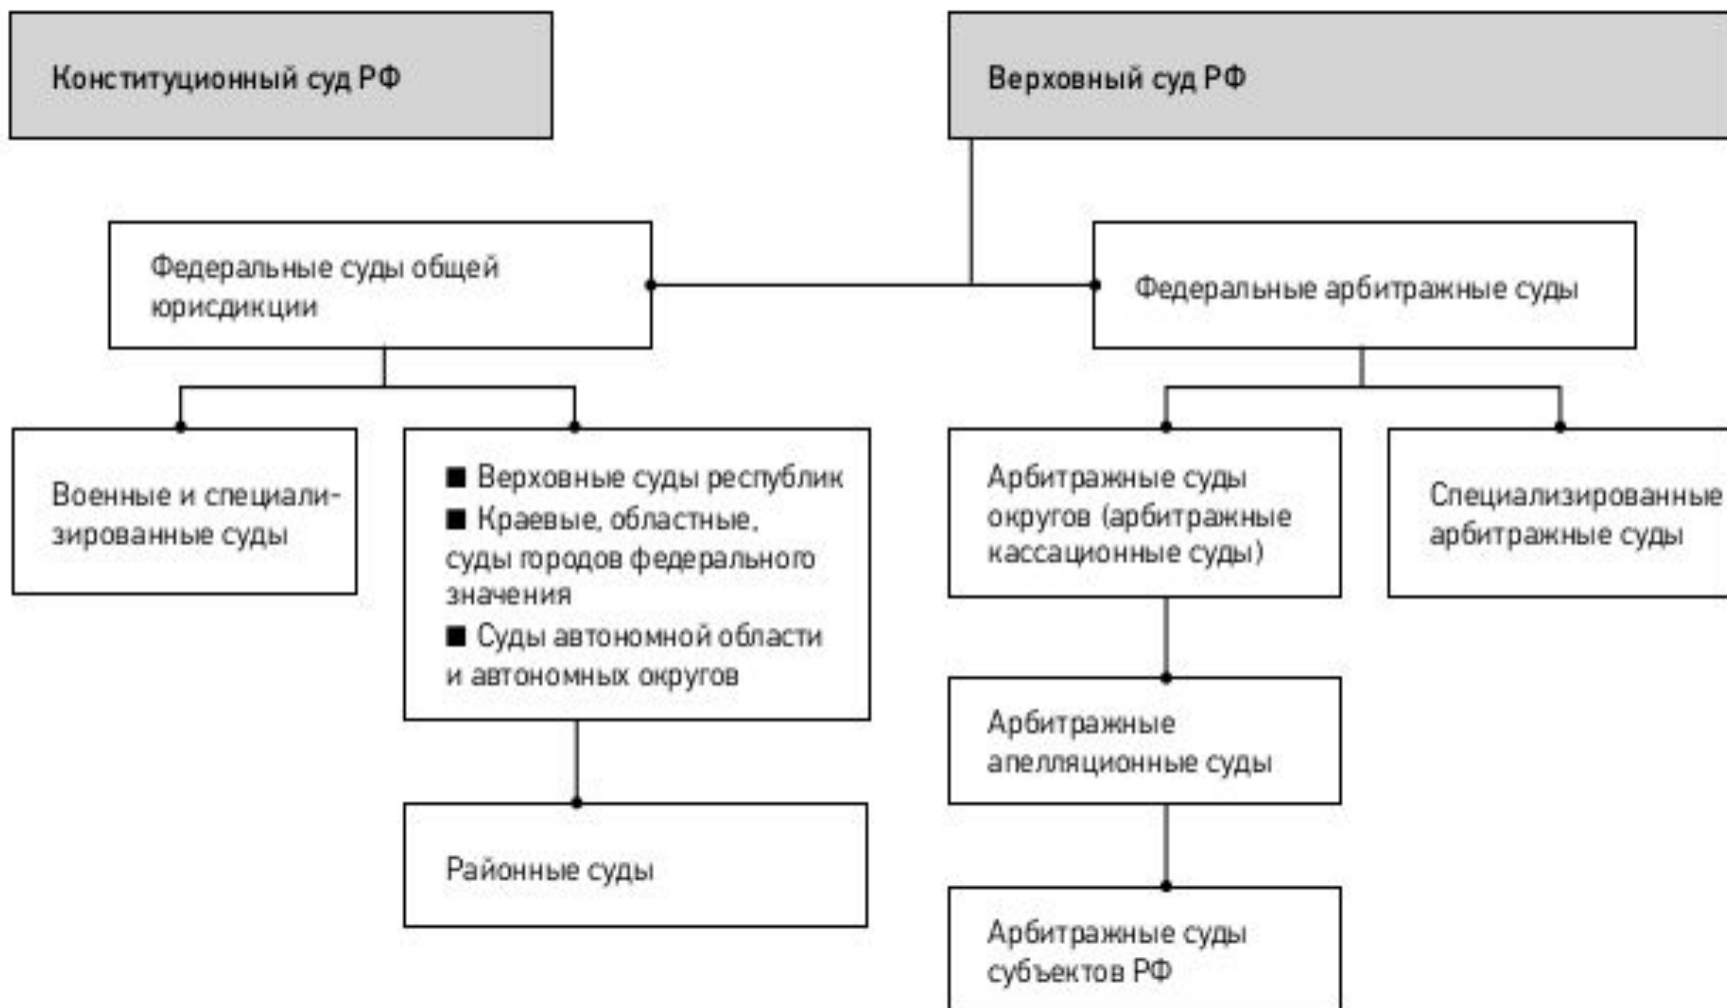 Конституционный суд РФ
Верховный суд РФ
Федеральные суды общей
юрисдикции
Федеральные арбитражные суды
Военные и специали-
зированные суды
■ Верховные суды республик
■ Краевые, областные,
суды городов федерального
значения
■ Суды автономной области
и автономных округов
Арбитражные суды
округов (арбитражные
кассационные суды)
Специализированные
арбитражные суды
Арбитражные
апелляционные суды
Районные суды
Арбитражные суды
субъектов РФ